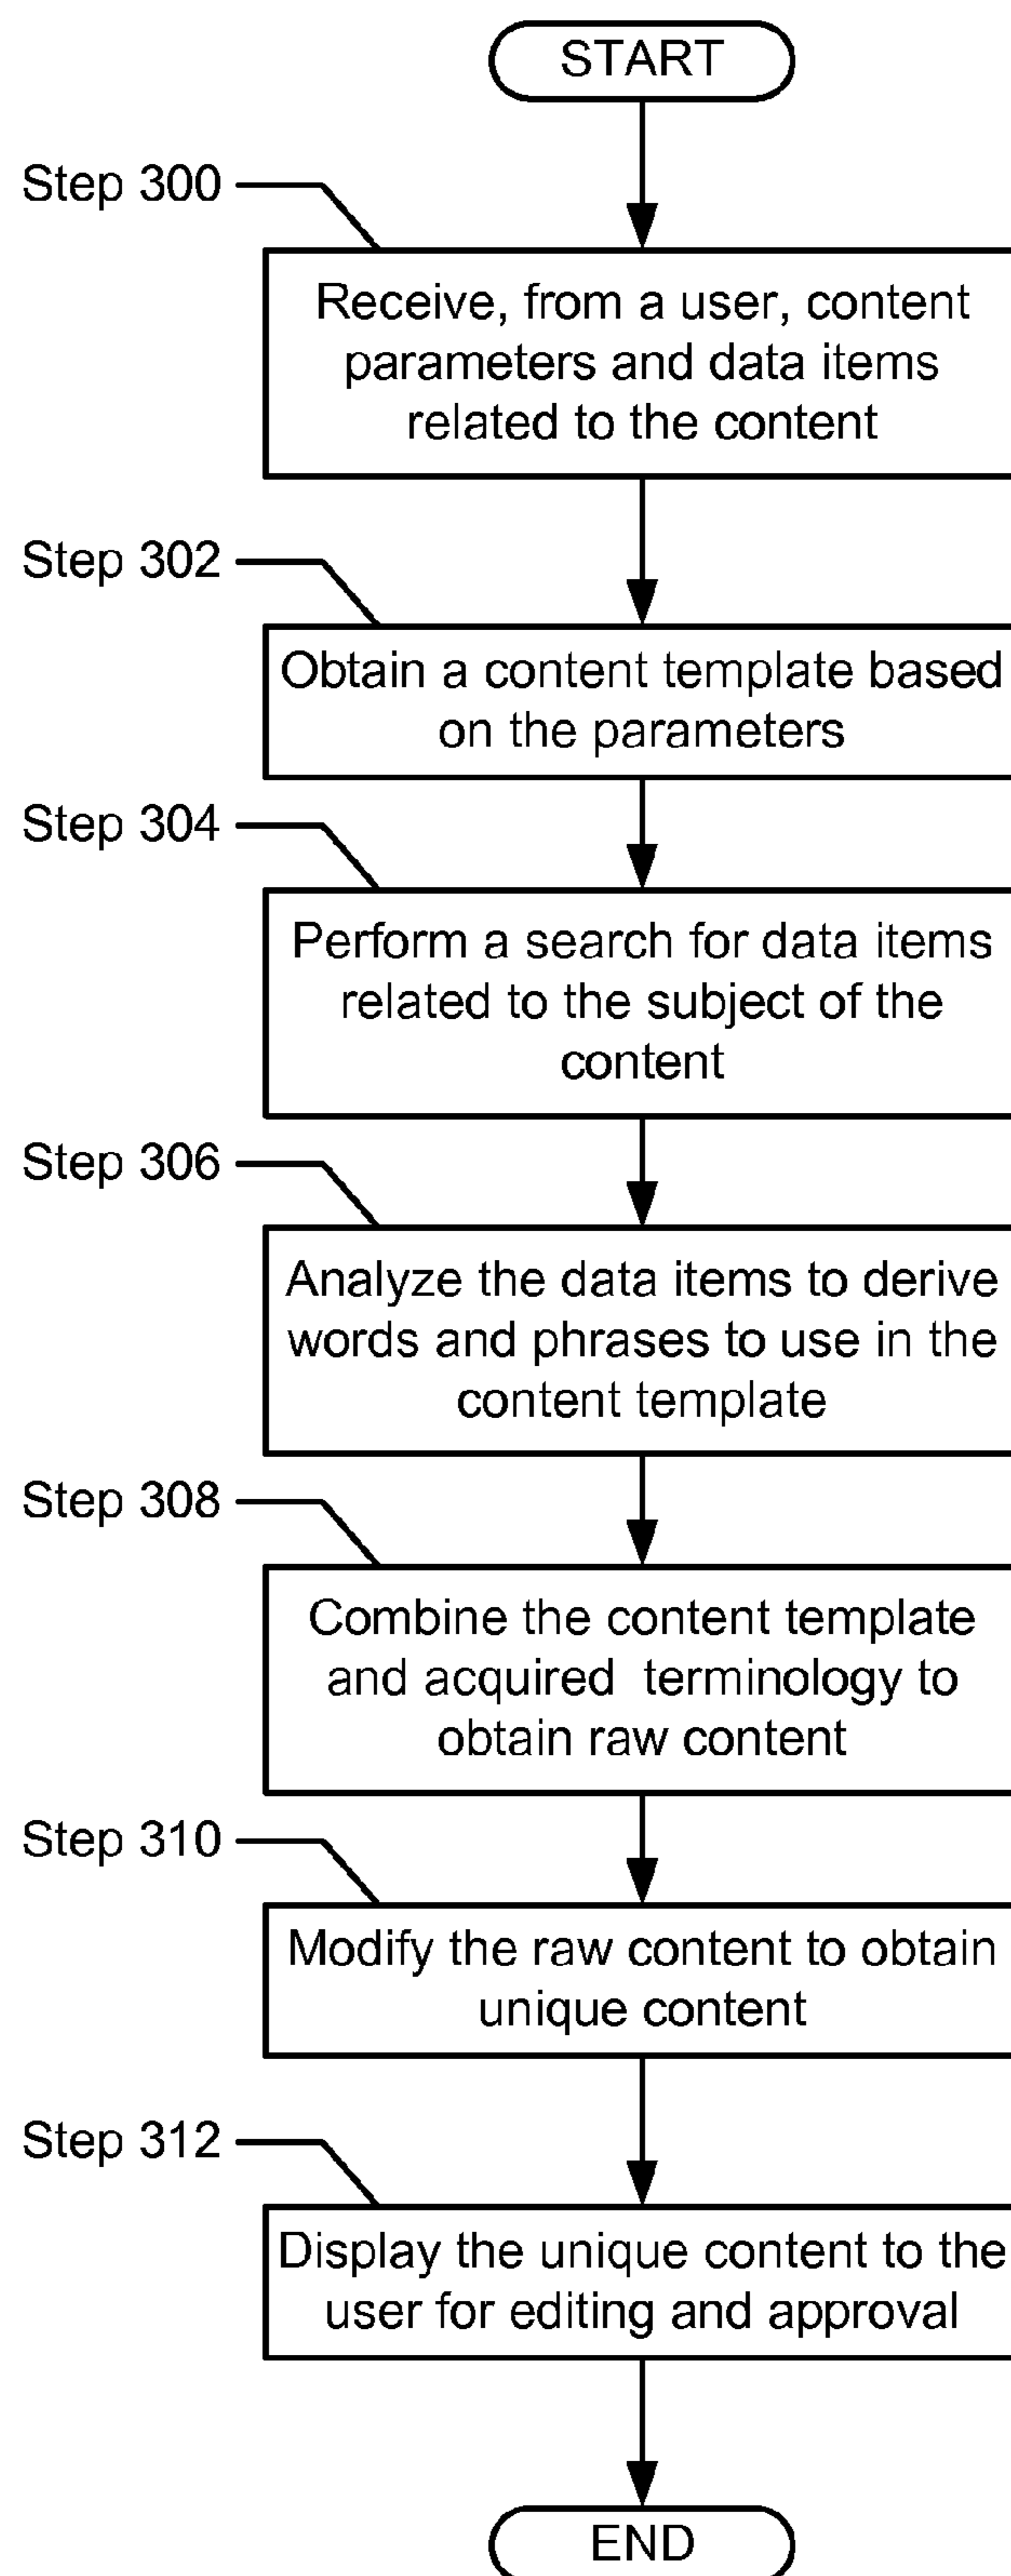 START
Step 300
Receive, from a user, content
parameters and data items
related to the content
Step 302
Obtain a content template based
on the parameters
Step 304
Perform a search for data items
related to the subject of the
content
Step 306
Analyze the data items to derive
words and phrases to use in the
content template
Step 308
Combine the content template
and acquired terminology to
obtain raw content
Step 310
Modify the raw content to obtain
unique content
Step 312
Display the unique content to the
user for editing and approval
END